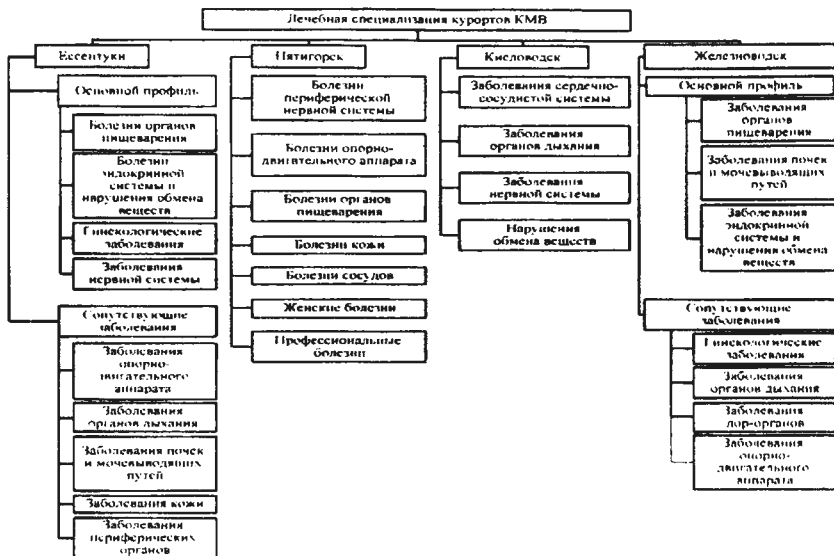 Лечебная специализация курортов КМВ
Ессентуки
Основной профиль
Болезни органов
пищеварения
Болезни
эндокринной
системы и
нарушения обмена
веществ
Гинекологические
заболевания
Заболевания
нервной системы
Сопутствующие
заболевания
Заболевания
опорно-
двигательного
аппарата
Заболевания
органов дыхания
Заболевания почек
и мочевыводящих
путей
Заболевания кожи
Заболевания
периферических
органов
Пятигорск
Болезни
периферической
нервной системы
Болезни опорно-
двигательного аппарата
Болезни органов
пищеварения
Болезни кожи
Болезни сосудов
Женские болезни
Профессиональные
болезни
Кисловодск
Заболевания сердечно-
сосудистой системы
Заболевания
органов дыхания
Заболевания
нервной системы
Нарушения
обмена веществ
Железноводск
Основной профиль
Заболевания
органов
пищеварения
Заболевания почек
и мочевыводящих
путей
Заболевания
эндокринной
системы и
нарушения обмена
веществ
Сопутствующие
заболевания
Гинекологические
заболевания
Заболевания
органов дыхания
Заболевания
лор-органов
Заболевания
опорно-
двигательного
аппарата